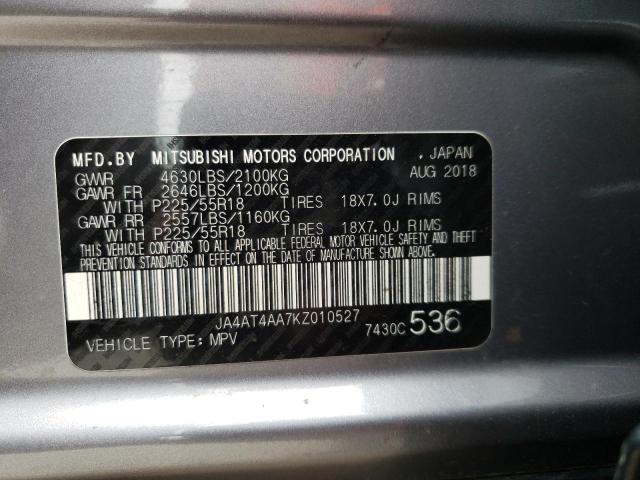 MFD.BY MITSUBISHI MOTORS CORPORATION , JAPAN
GVWR 4630LBS/2100KG AUG 2018
GAWR FR 2646LBS/1200KG
WITH P225/55R18 TIRES 18X7.0J RIMS
GAWR RR 2557LBS/1160KG
WITH P225/55R18 TIRES 18X7.0J RIMS
THIS VEHICLE CONFORMS TO ALL APPLICABLE FEDERAL MOTOR VEHICLE SAFETY AND THEFT
PREVENTION STANDARDS IN EFFECT ON THE DATE OF MANUFACTURE SHOWN ABOVE.
JA4AT4AA7KZ010527
7430C 536
VEHICLE TYPE: MPV